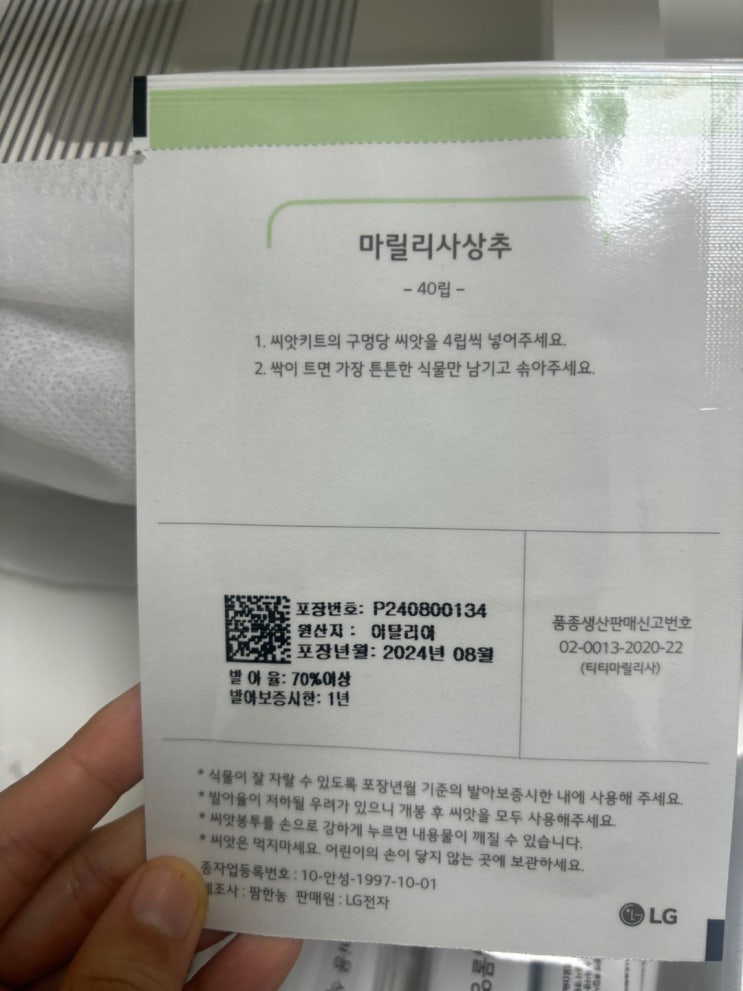 마릴리사상추
- 40립 -
1. 씨앗키트의 구멍당 씨앗을 4립씩 넣어주세요.
2. 싹이 트면 가장 튼튼한 식물만 남기고 솎아주세요.
포장번호: P240800134
원산지 : 이탈리아
포장년월: 2024년 08월
발 아 율: 70%이상
발아보증시한: 1년
품종생산판매신고번호
02-0013-2020-22
(티티마릴리사)
* 식물이 잘 자랄 수 있도록 포장년월 기준의 발아보증시한 내에 사용해 주세요.
* 발아율이 저하될 우려가 있으니 개봉 후 씨앗을 모두 사용해주세요.
* 씨앗봉투를 손으로 강하게 누르면 내용물이 깨질 수 있습니다.
* 씨앗은 먹지마세요. 어린이의 손이 닿지 않는 곳에 보관하세요.
종자업등록번호 : 10-안성-1997-10-01
제조사 : 팜한농 판매원 : LG전자
LG